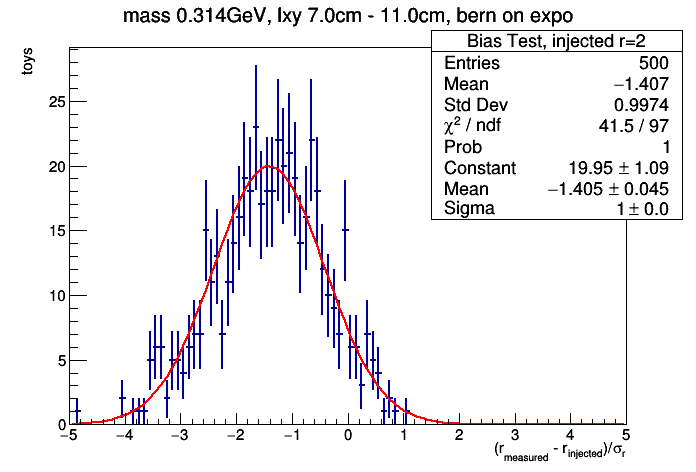 mass 0.314GeV, lxy 7.0cm - 11.0cm, bern on expo
Bias Test, injected r=2
Entries 500
Mean −1.407
Std Dev 0.9974
χ² / ndf 41.5 / 97
Prob 1
Constant 19.95 ± 1.09
Mean −1.405 ± 0.045
Sigma 1 ± 0.0
toys
25
20
15
10
5
0
−5 −4 −3 −2 −1 0 1 2 3 4 5
(r_measured - r_injected)/σ_r